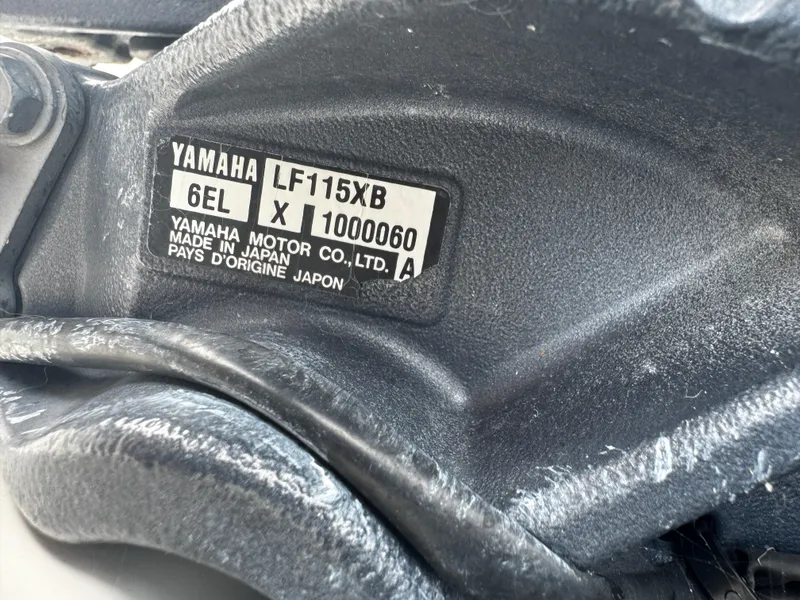 YAMAHA LF115XB
6EL X 1000060
YAMAHA MOTOR CO., LTD. A
MADE IN JAPAN
PAYS D'ORIGINE JAPON